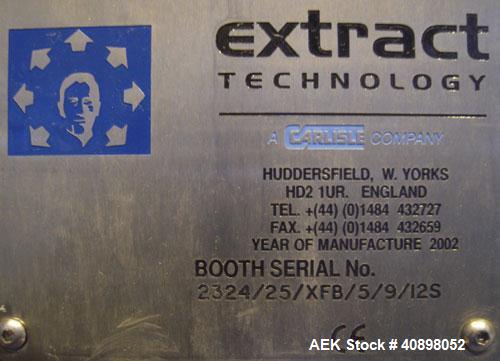 extract
TECHNOLOGY
A CARLISLE COMPANY
HUDDERSFIELD, W. YORKS
HD2 1UR. ENGLAND
TEL. +(44) (0)1484 432727
FAX. +(44) (0)1484 432659
YEAR OF MANUFACTURE 2002
BOOTH SERIAL No.
2324/25/XFB/5/9/12S
CE
AEK Stock # 40898052